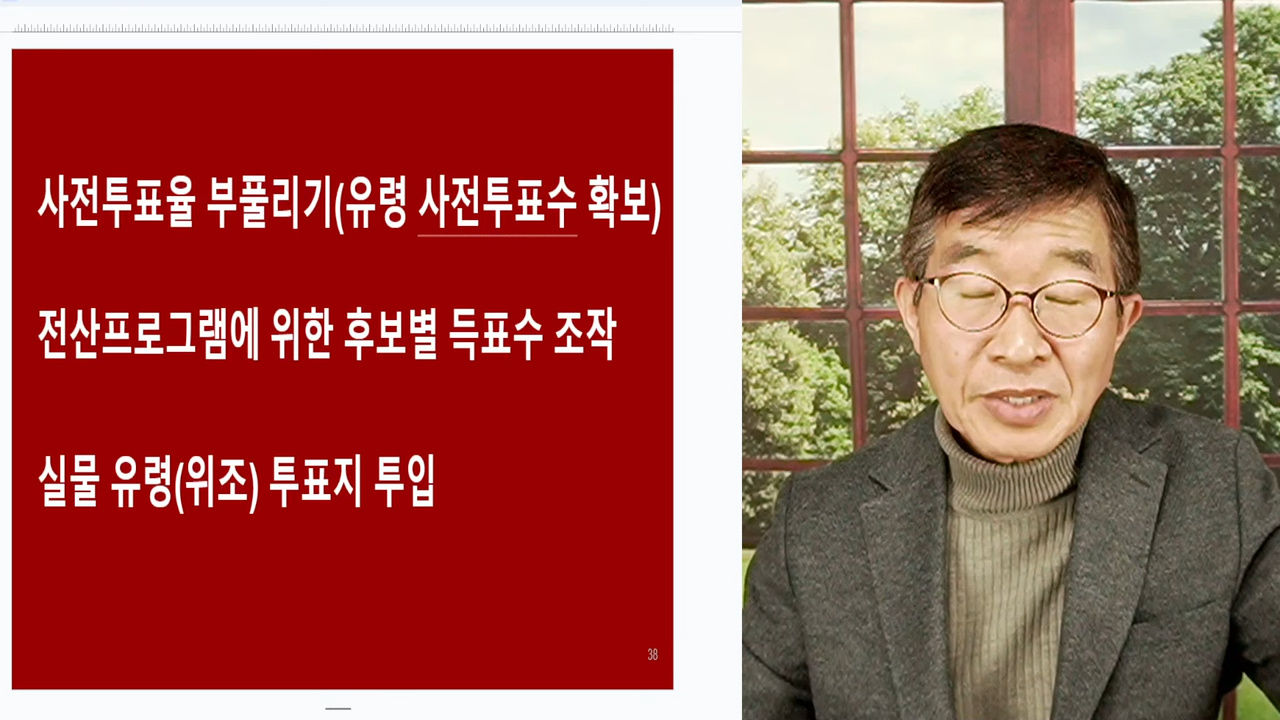 사전투표율 부풀리기(유령 사전투표수 확보)
전산프로그램에 위한 후보별 득표수 조작
실물 유령(위조) 투표지 투입
38